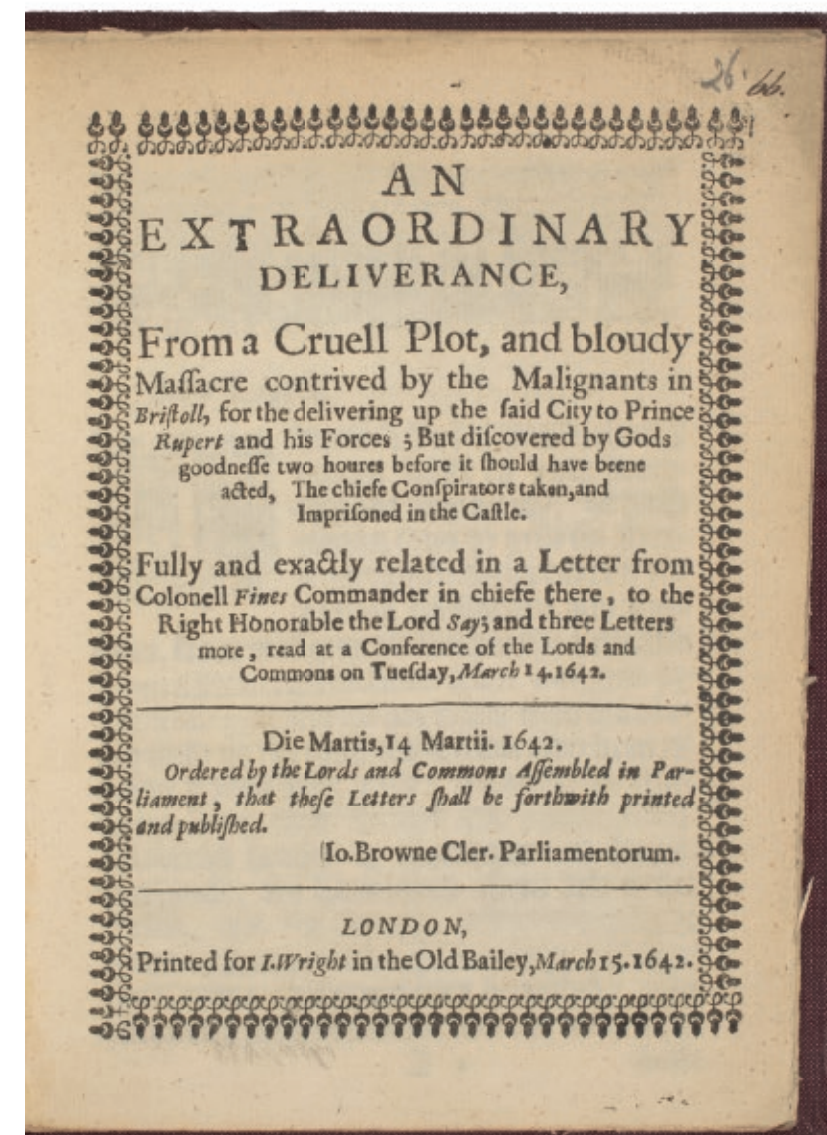 26. 66.
AN
EXTRAORDINARY
DELIVERANCE,
From a Cruell Plot, and bloudy
Maſſacre contrived by the Malignants in
Briſtoll, for the delivering up the ſaid City to Prince
Rupert and his Forces ; But diſcovered by Gods
goodneſſe two houres before it ſhould have beene
acted, The chiefe Conſpirators taken, and
Impriſoned in the Caſtle.
Fully and exactly related in a Letter from
Colonell Fines Commander in chiefe there, to the
Right Honorable the Lord Say; and three Letters
more, read at a Conference of the Lords and
Commons on Tueſday, March 14. 1642.
Die Martis, 14 Martii. 1642.
Ordered by the Lords and Commons Aſſembled in Par-
liament, that theſe Letters ſhall be forthwith printed
and publiſhed.
Io. Browne Cler. Parliamentorum.
LONDON,
Printed for I. Wright in the Old Bailey, March 15. 1642.